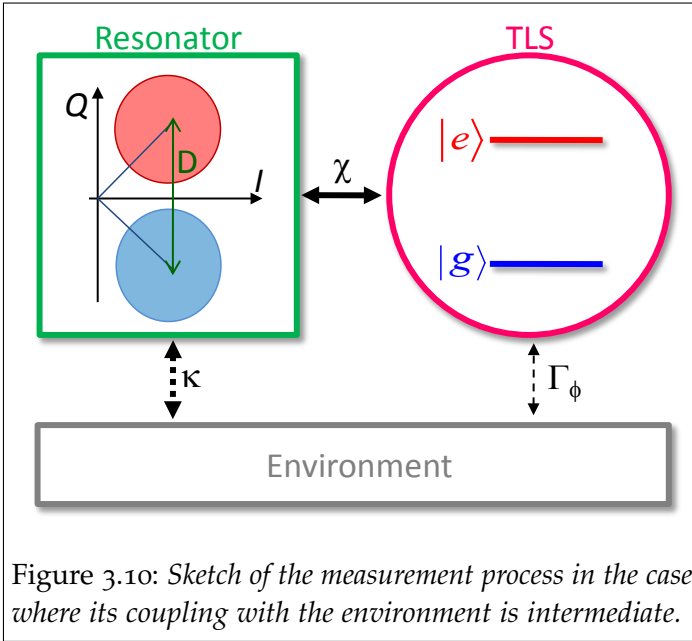 Resonator
TLS
Q
D
I
χ
|e⟩
|g⟩
κ
Γ_ϕ
Environment
Figure 3.10: Sketch of the measurement process in the case
where its coupling with the environment is intermediate.